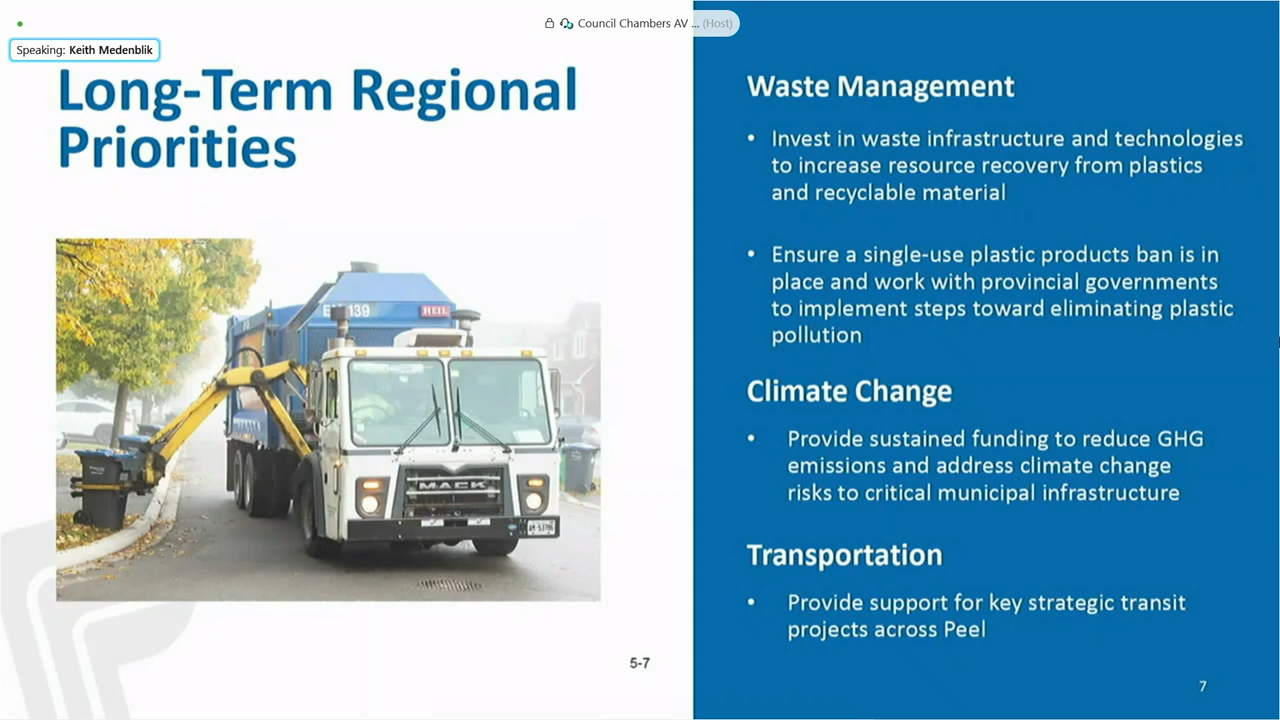 Council Chambers AV ... (Host)
Speaking: Keith Medenblik
Long-Term Regional
Priorities
HEIL
MACK
5-7
Waste Management
• Invest in waste infrastructure and technologies
to increase resource recovery from plastics
and recyclable material
• Ensure a single-use plastic products ban is in
place and work with provincial governments
to implement steps toward eliminating plastic
pollution
Climate Change
• Provide sustained funding to reduce GHG
emissions and address climate change
risks to critical municipal infrastructure
Transportation
• Provide support for key strategic transit
projects across Peel
7